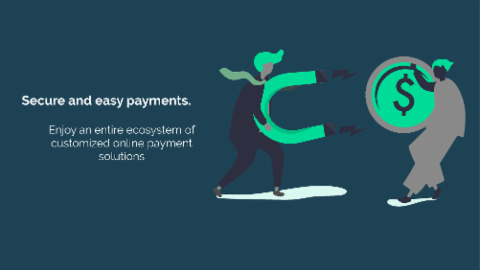 Secure and easy payments.
Enjoy an entire ecosystem of
customized online payment
solutions
$